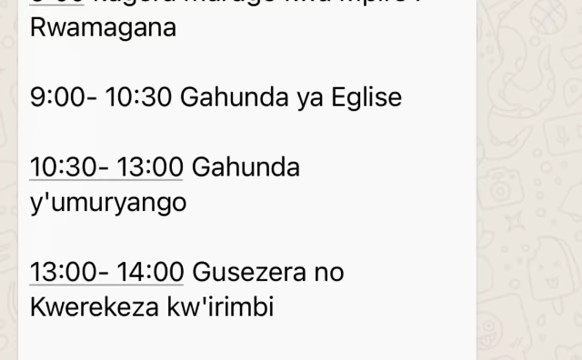 Rwamagana
9:00- 10:30 Gahunda ya Eglise
10:30- 13:00 Gahunda
y'umuryango
13:00- 14:00 Gusezera no
Kwerekeza kw'irimbi